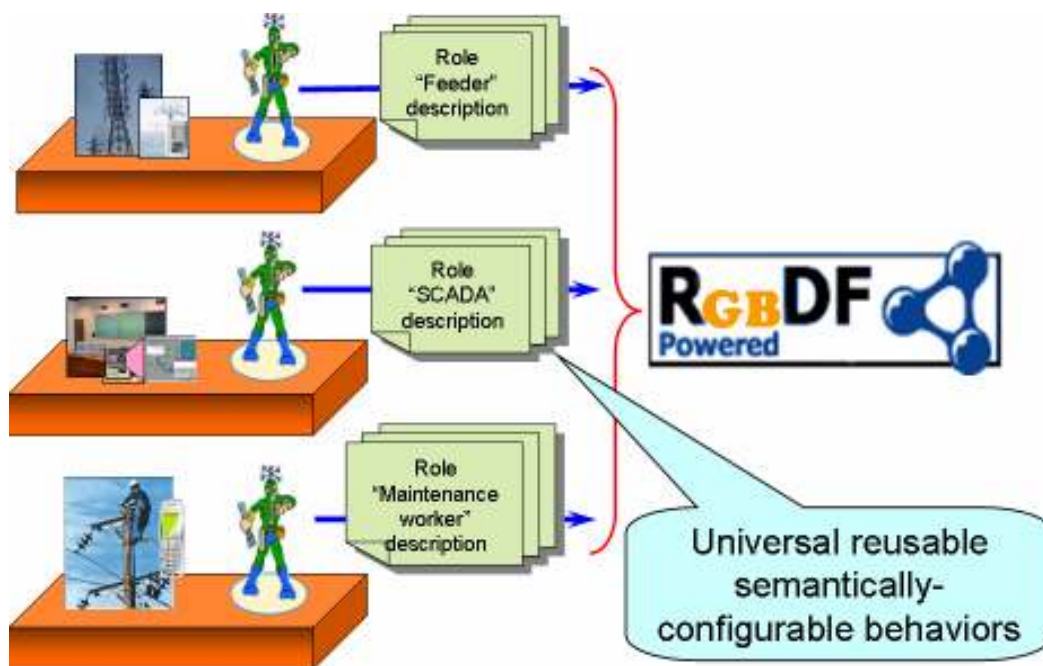 Role
“Feeder”
description
Role
“SCADA”
description
RGBDF
Powered
Role
“Maintenance
worker”
description
Universal reusable
semantically-
configurable behaviors